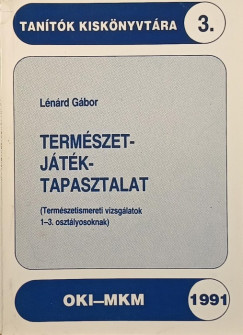 TANÍTÓK KISKÖNYVTÁRA 3.
Lénárd Gábor
TERMÉSZET-
JÁTÉK-
TAPASZTALAT
(Természetismereti vizsgálatok
1–3. osztályosoknak)
OKI–MKM 1991